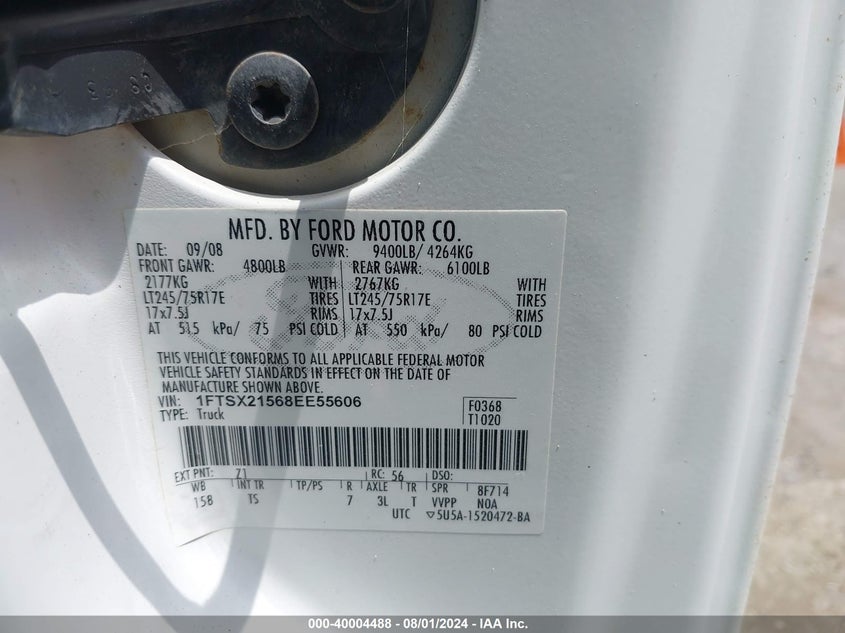 MFD. BY FORD MOTOR CO.
DATE: 09/08 GVWR: 9400LB/ 4264KG
FRONT GAWR: 4800LB REAR GAWR: 6100LB
2177KG WITH 2767KG WITH
LT245/75R17E TIRES LT245/75R17E TIRES
17x7.5J RIMS 17x7.5J RIMS
AT 515 kPa/ 75 PSI COLD AT 550 kPa/ 80 PSI COLD
THIS VEHICLE CONFORMS TO ALL APPLICABLE FEDERAL MOTOR
VEHICLE SAFETY STANDARDS IN EFFECT ON THE DATE OF
MANUFACTURE SHOWN ABOVE.
VIN: 1FTSX21568EE55606 F0368
TYPE: Truck T1020
EXT PNT: Z1 RC: 56 DSO:
WB INT TR TP/PS R AXLE TR SPR 8F714
158 TS 7 3L T VVPP N0A
UTC ▽5U5A-1520472-BA
000-40004488 - 08/01/2024 - IAA Inc.